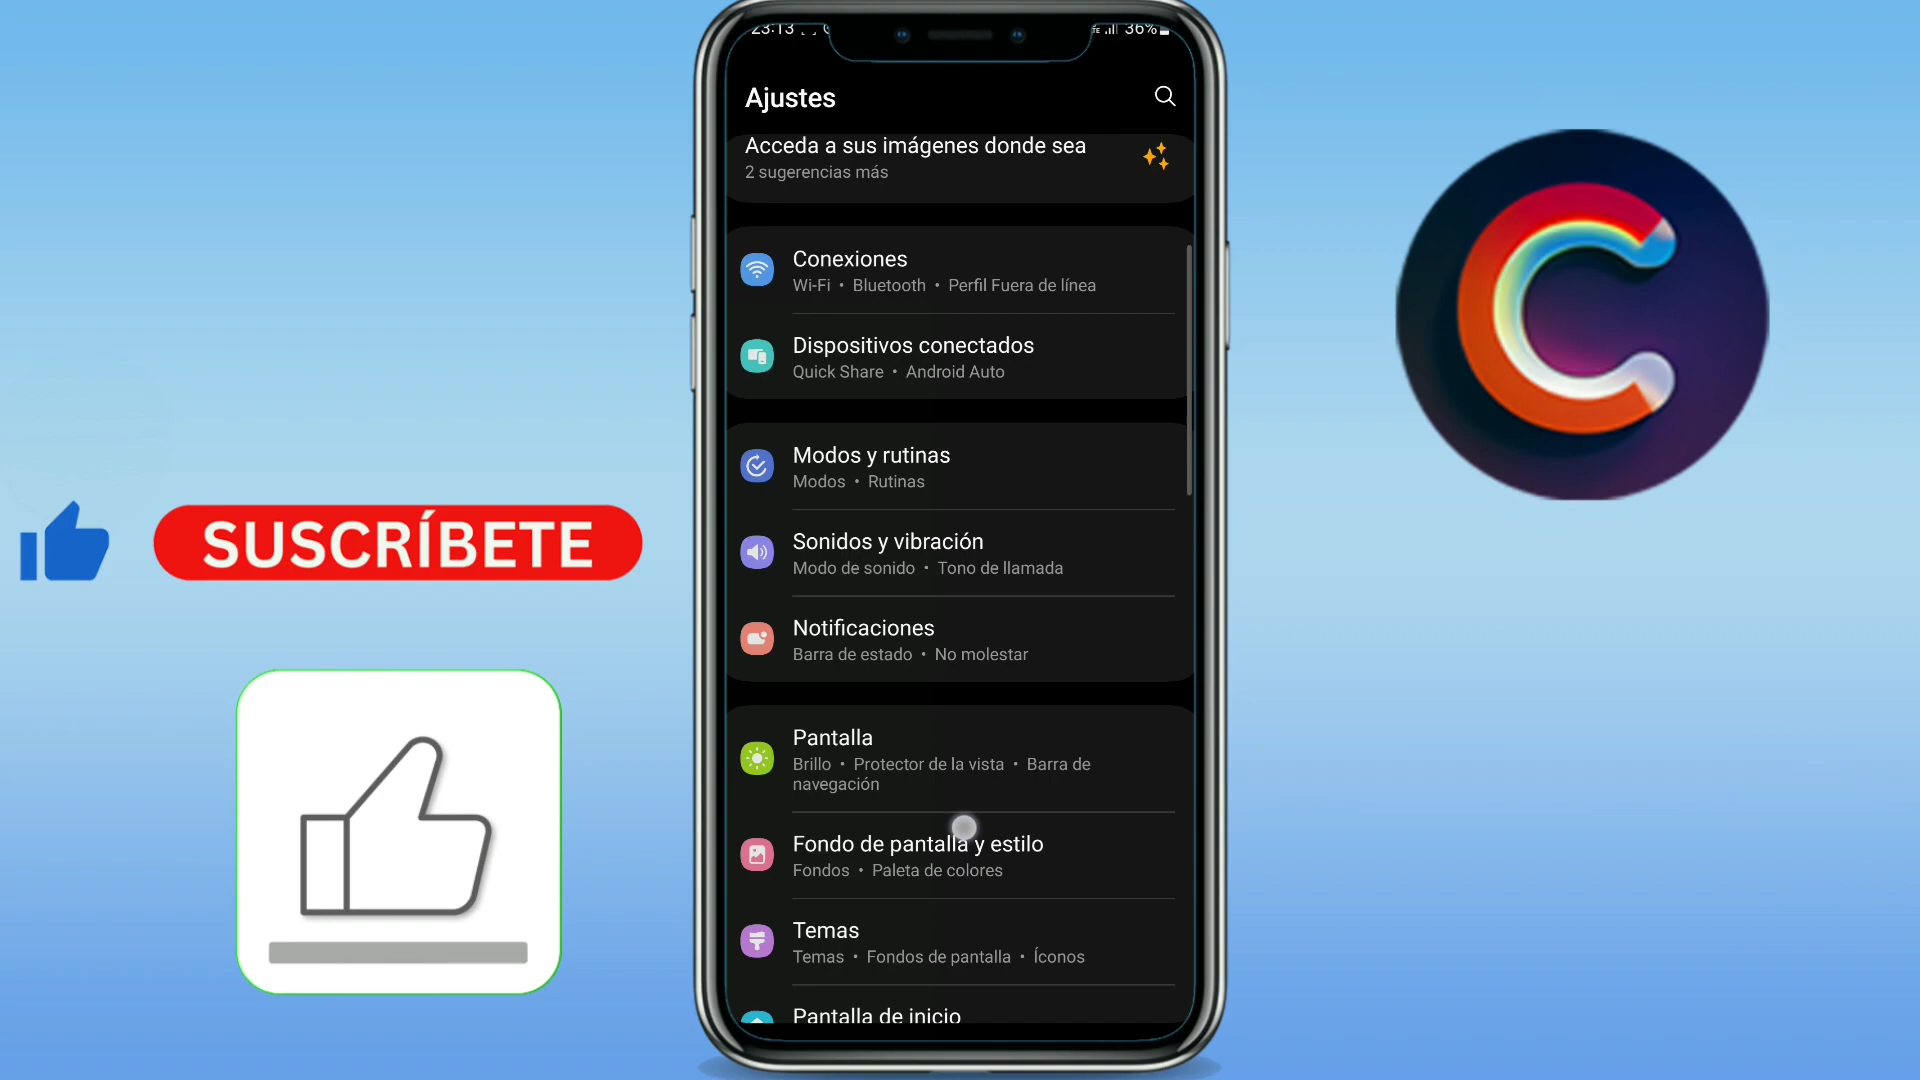 23:13
36%
Ajustes
Acceda a sus imágenes donde sea
2 sugerencias más
Conexiones
Wi-Fi • Bluetooth • Perfil Fuera de línea
Dispositivos conectados
Quick Share • Android Auto
Modos y rutinas
Modos • Rutinas
Sonidos y vibración
Modo de sonido • Tono de llamada
Notificaciones
Barra de estado • No molestar
Pantalla
Brillo • Protector de la vista • Barra de
navegación
Fondo de pantalla y estilo
Fondos • Paleta de colores
Temas
Temas • Fondos de pantalla • Íconos
Pantalla de inicio
SUSCRÍBETE
C